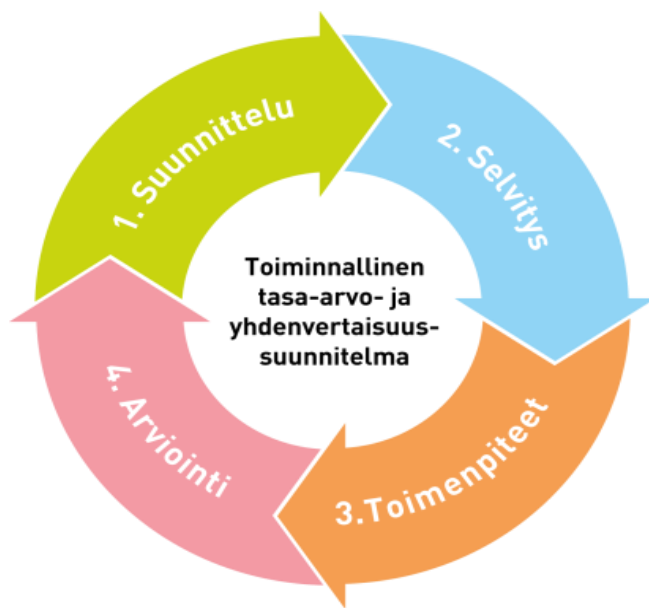 1. Suunnittelu
2. Selvitys
Toiminnallinen
tasa-arvo- ja
yhdenvertaisuus-
suunnitelma
3.Toimenpiteet
4. Arviointi